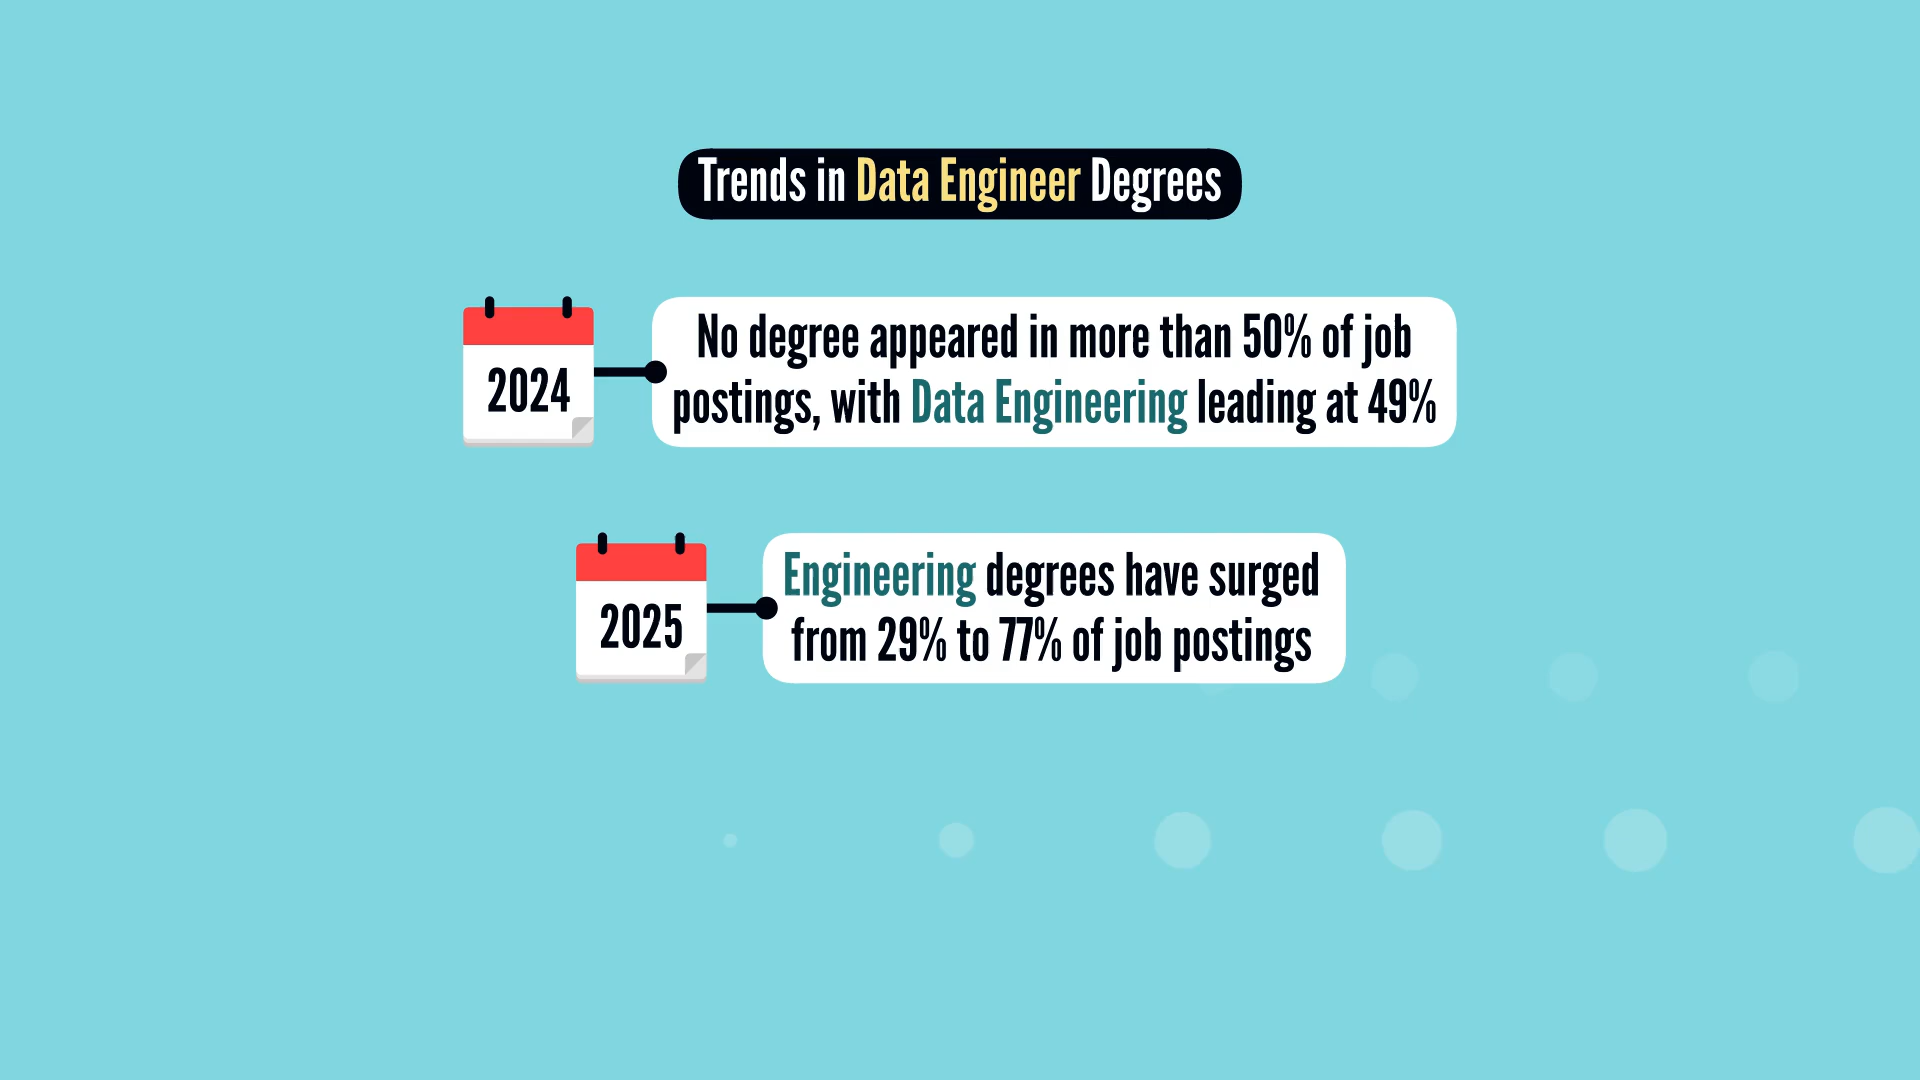 Trends in Data Engineer Degrees
2024
No degree appeared in more than 50% of job
postings, with Data Engineering leading at 49%
2025
Engineering degrees have surged
from 29% to 77% of job postings